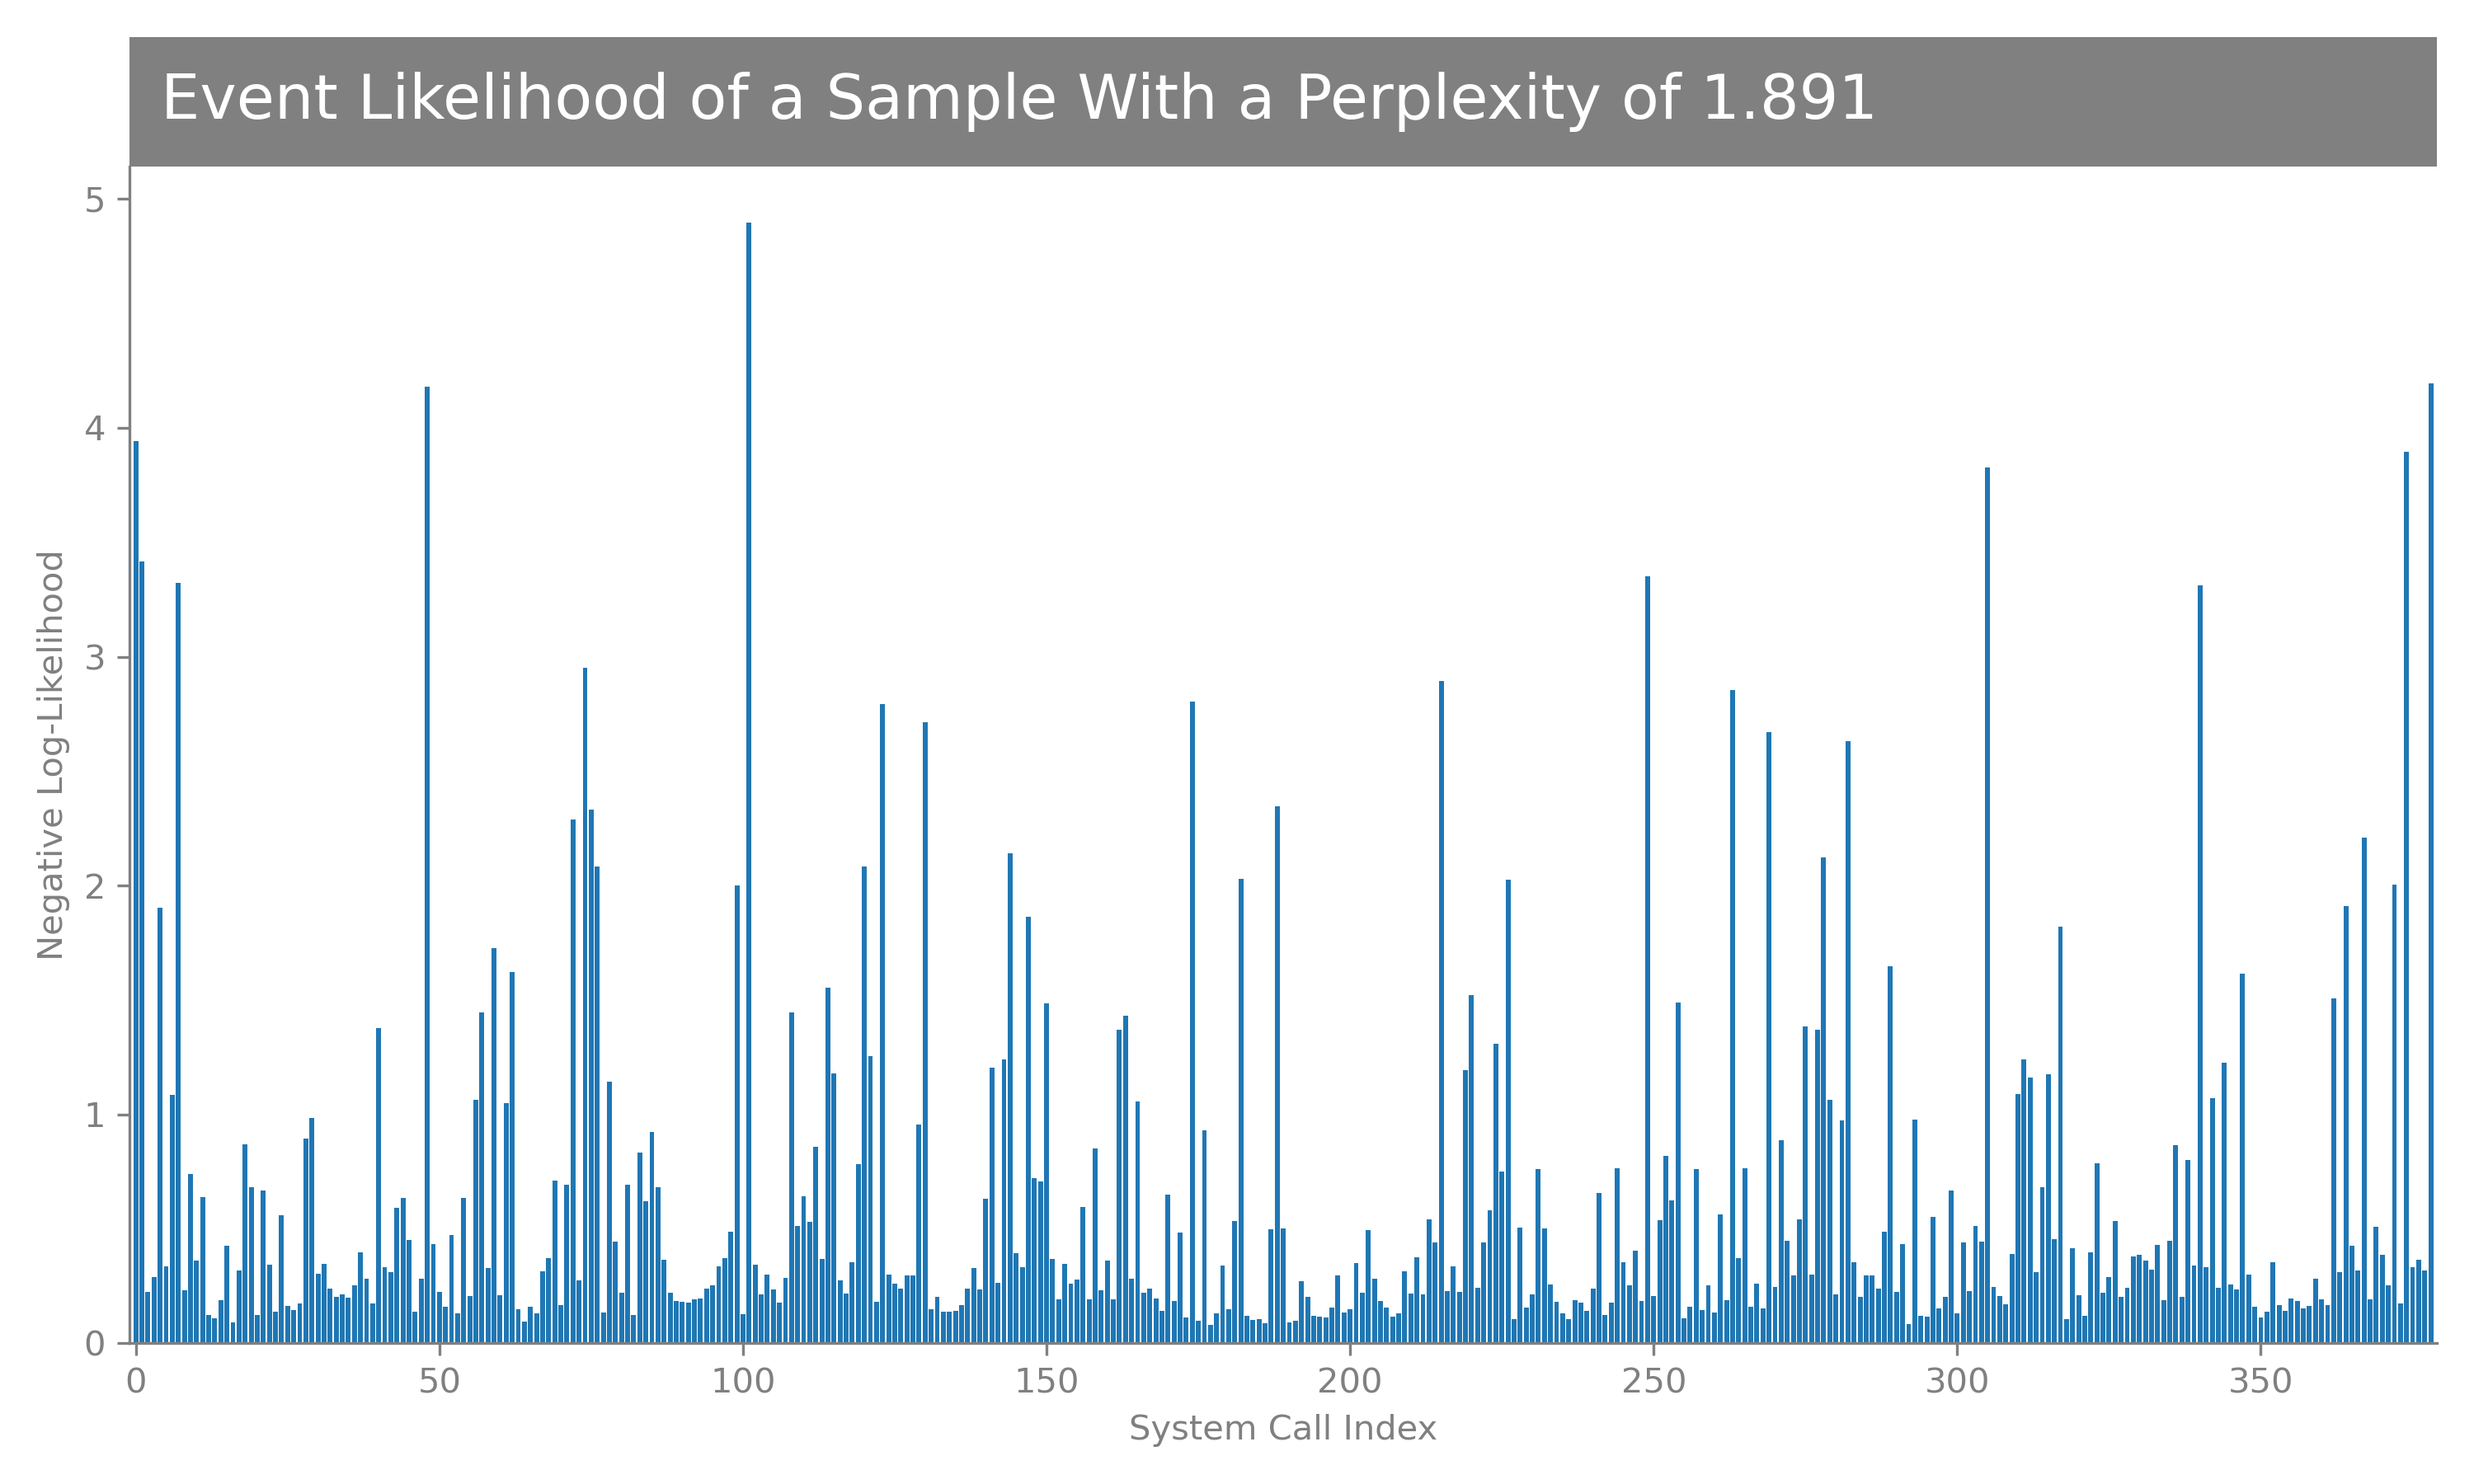 Event Likelihood of a Sample With a Perplexity of 1.891
5
4
3
2
1
0
Negative Log-Likelihood
0 50 100 150 200 250 300 350
System Call Index